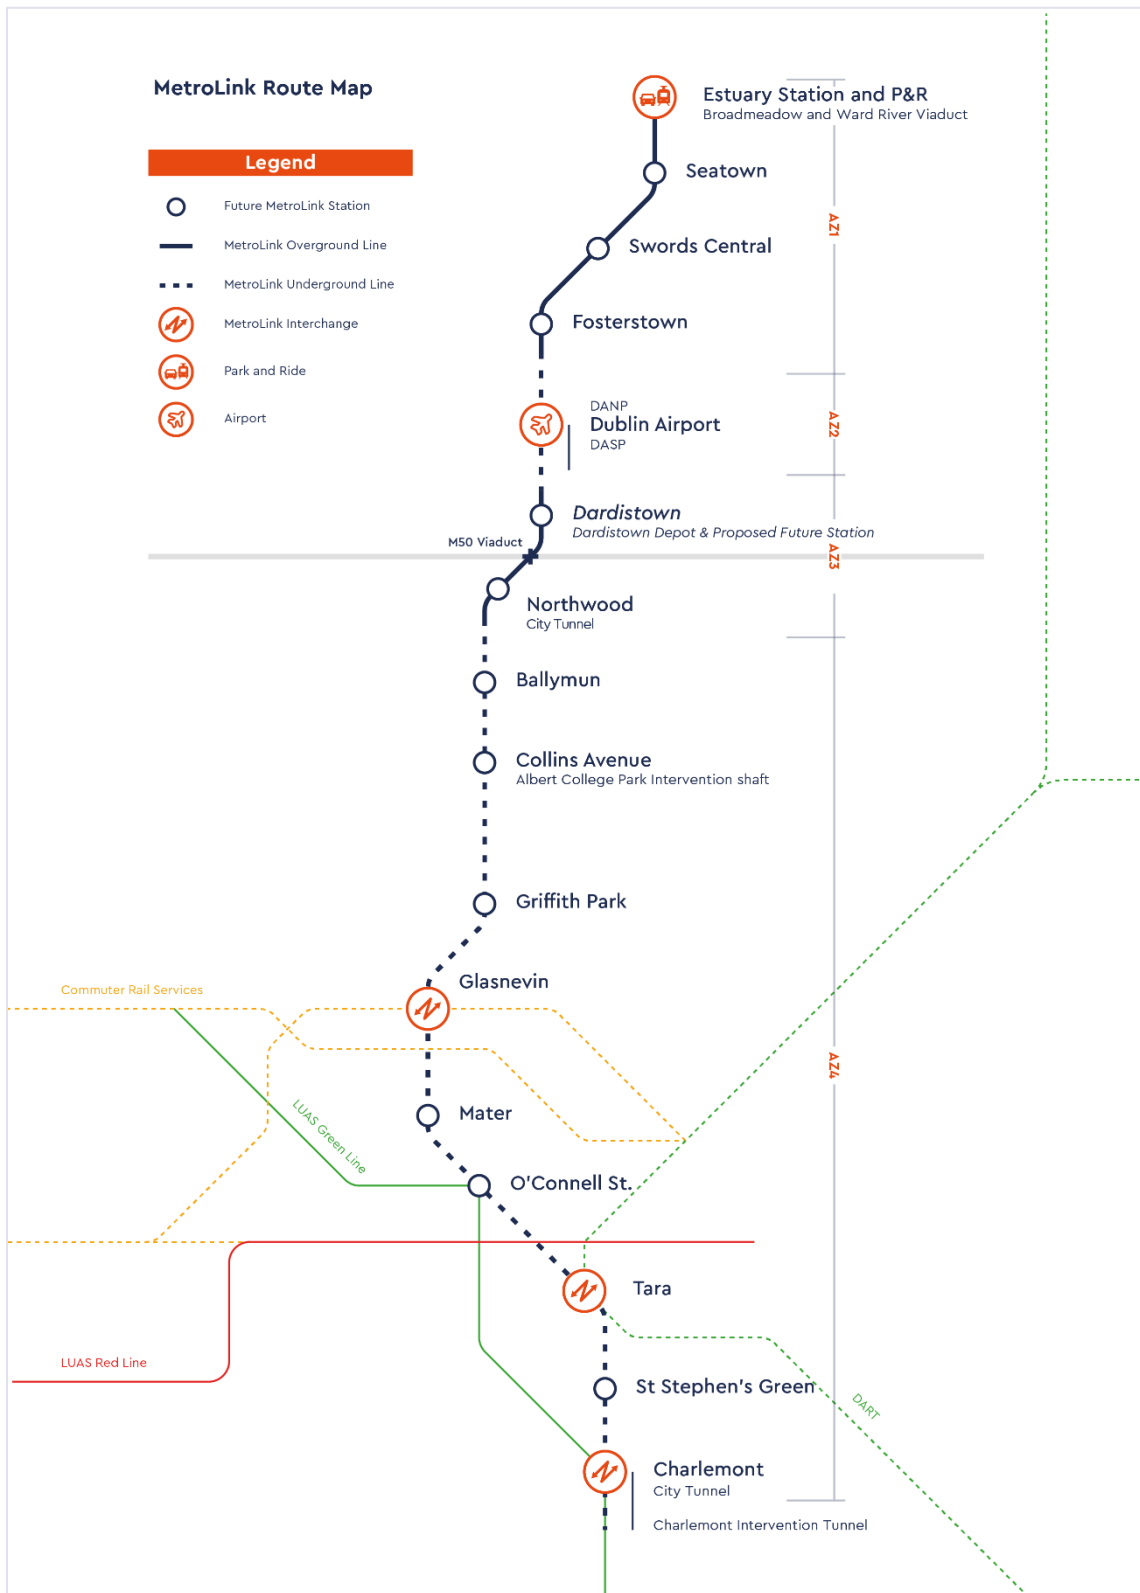 MetroLink Route Map
Legend
Future MetroLink Station
MetroLink Overground Line
MetroLink Underground Line
MetroLink Interchange
Park and Ride
Airport
Estuary Station and P&R
Broadmeadow and Ward River Viaduct
Seatown
AZ1
Swords Central
Fosterstown
DANP
Dublin Airport
DASP
AZ2
Dardistown
Dardistown Depot & Proposed Future Station
M50 Viaduct
AZ3
Northwood
City Tunnel
Ballymun
Collins Avenue
Albert College Park Intervention shaft
Griffith Park
Glasnevin
Commuter Rail Services
AZ4
Mater
LUAS Green Line
O'Connell St.
Tara
LUAS Red Line
St Stephen's Green
DART
Charlemont
City Tunnel
Charlemont Intervention Tunnel